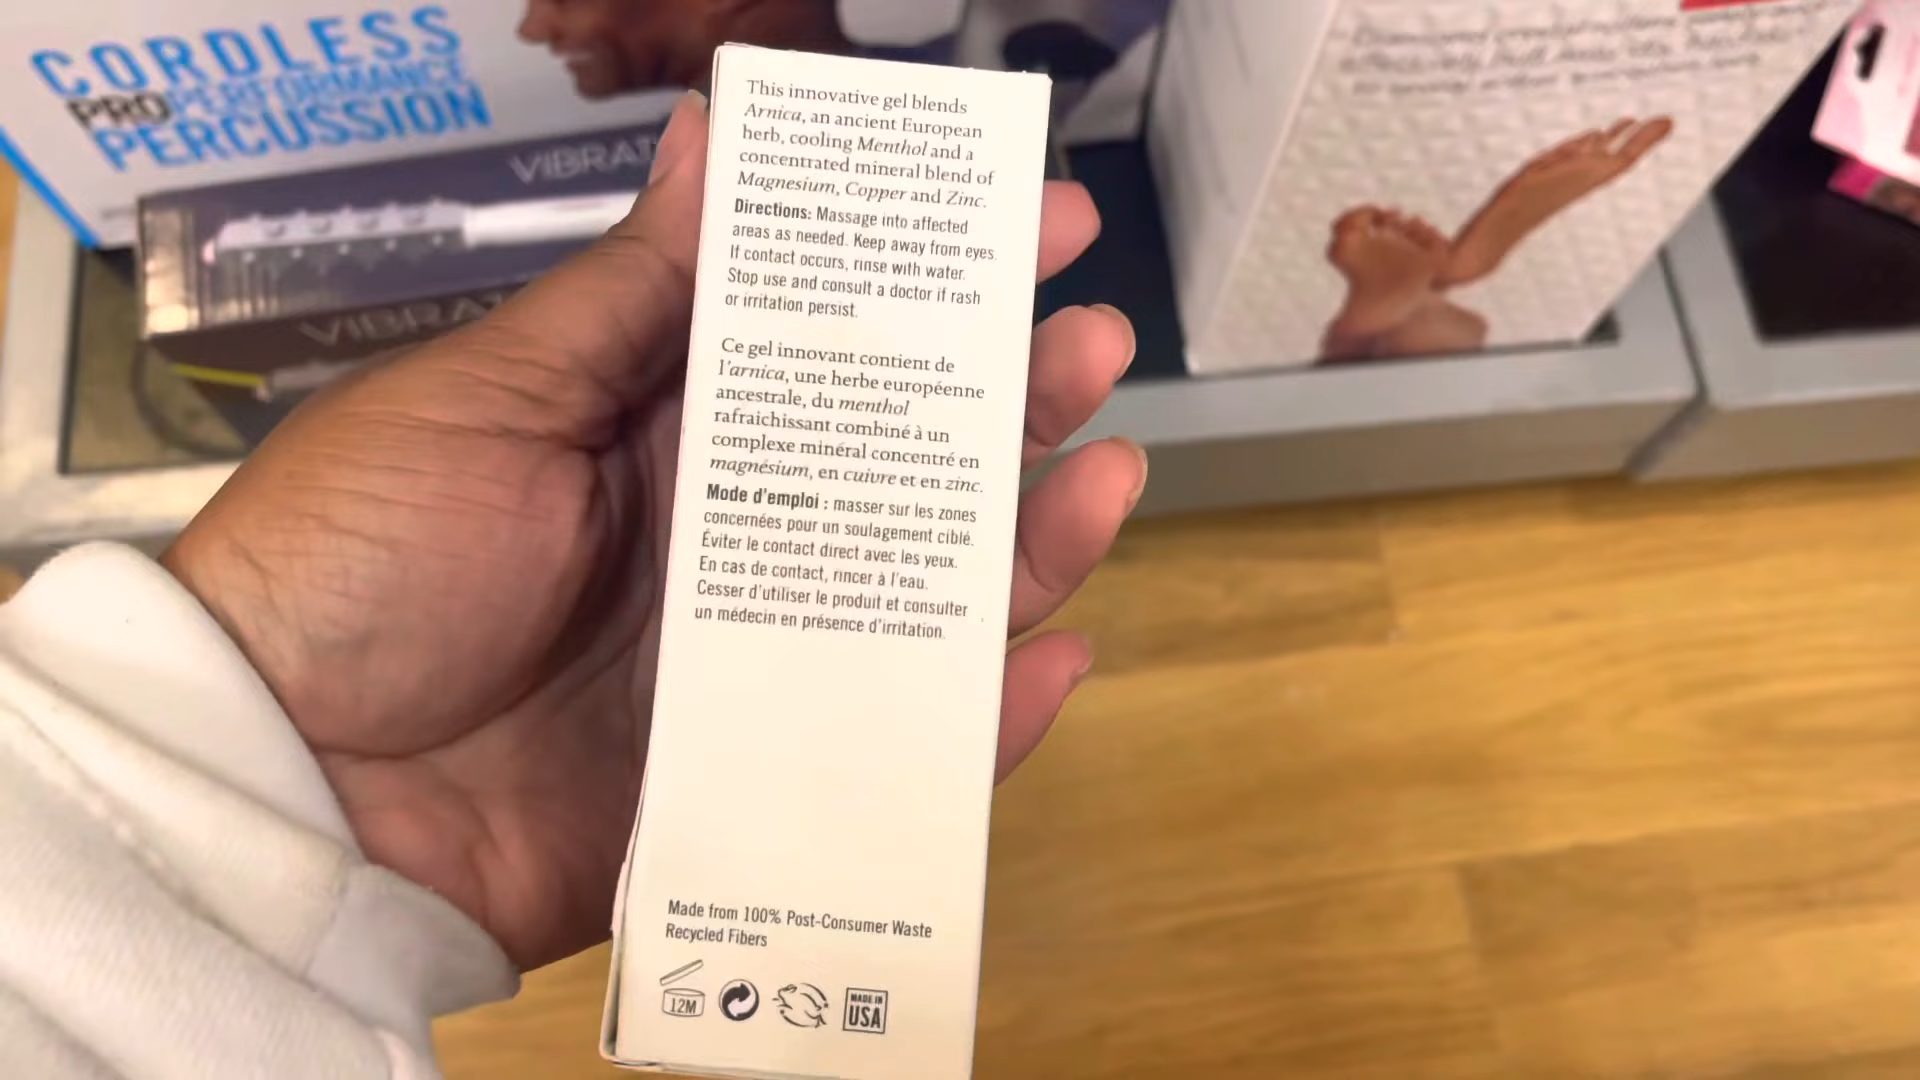 CORDLESS
PRO PERFORMANCE
PERCUSSION
VIBRAT
VIBRA
This innovative gel blends
Arnica, an ancient European
herb, cooling Menthol and a
concentrated mineral blend of
Magnesium, Copper and Zinc.
Directions: Massage into affected
areas as needed. Keep away from eyes.
If contact occurs, rinse with water.
Stop use and consult a doctor if rash
or irritation persist.
Ce gel innovant contient de
l'arnica, une herbe européenne
ancestrale, du menthol
rafraichissant combiné à un
complexe minéral concentré en
magnésium, en cuivre et en zinc.
Mode d'emploi : masser sur les zones
concernées pour un soulagement ciblé.
Éviter le contact direct avec les yeux.
En cas de contact, rincer à l'eau.
Cesser d'utiliser le produit et consulter
un médecin en présence d'irritation.
Made from 100% Post-Consumer Waste
Recycled Fibers
12M
MADE IN
USA